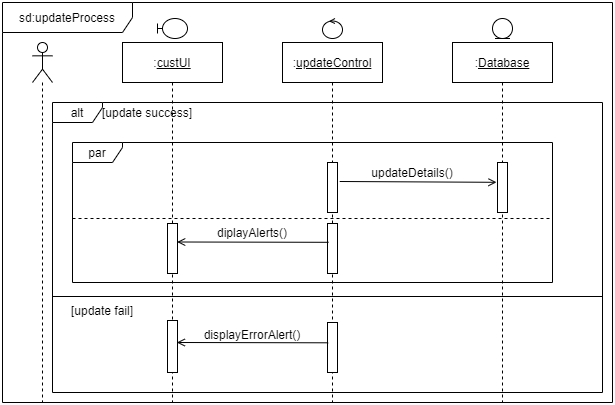 sd:updateProcess
:custUI
:updateControl
:Database
alt
[update success]
par
updateDetails()
diplayAlerts()
[update fail]
displayErrorAlert()